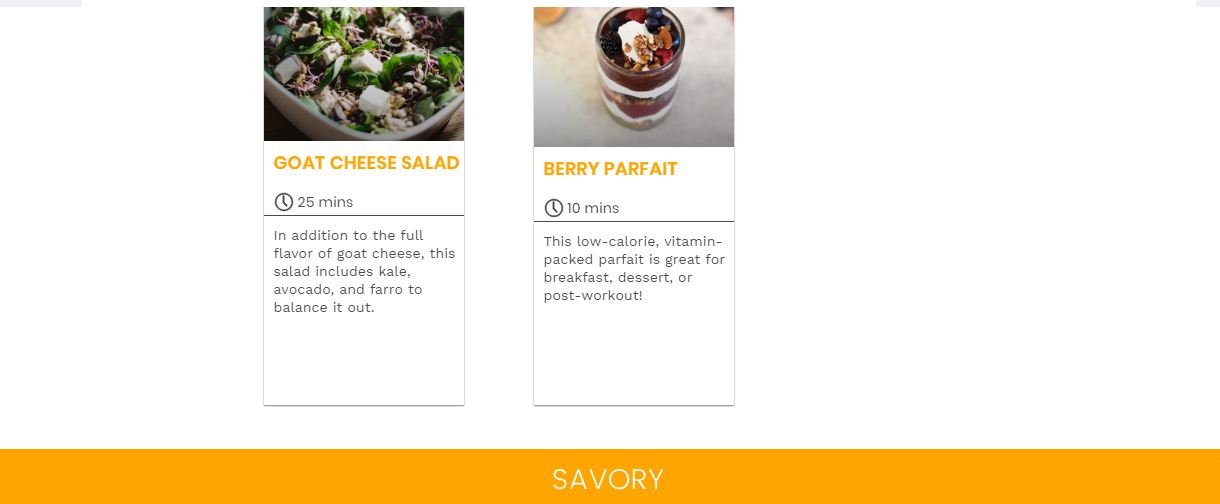 GOAT CHEESE SALAD
25 mins
In addition to the full
flavor of goat cheese, this
salad includes kale,
avocado, and farro to
balance it out.
BERRY PARFAIT
10 mins
This low-calorie, vitamin-
packed parfait is great for
breakfast, dessert, or
post-workout!
SAVORY